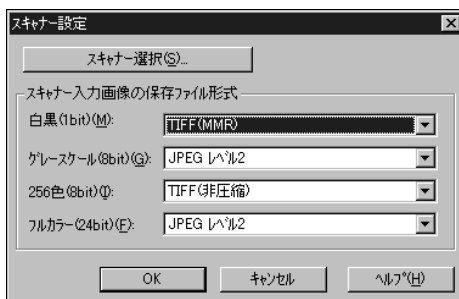 スキャナー設定
スキャナー選択(S)...
スキャナー入力画像の保存ファイル形式
白黒(1bit)(M): TIFF(MMR)
グレースケール(8bit)(G): JPEG レベル2
256色(8bit)(I): TIFF(非圧縮)
フルカラー(24bit)(F): JPEG レベル2
OK キャンセル ヘルプ(H)